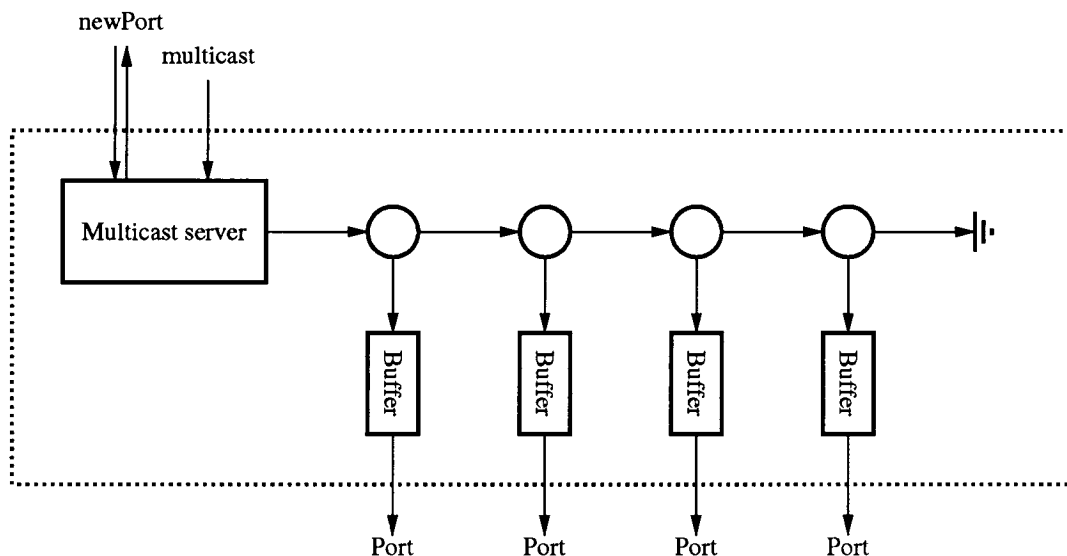 newPort
multicast
Multicast server
Buffer
Buffer
Buffer
Buffer
Port
Port
Port
Port